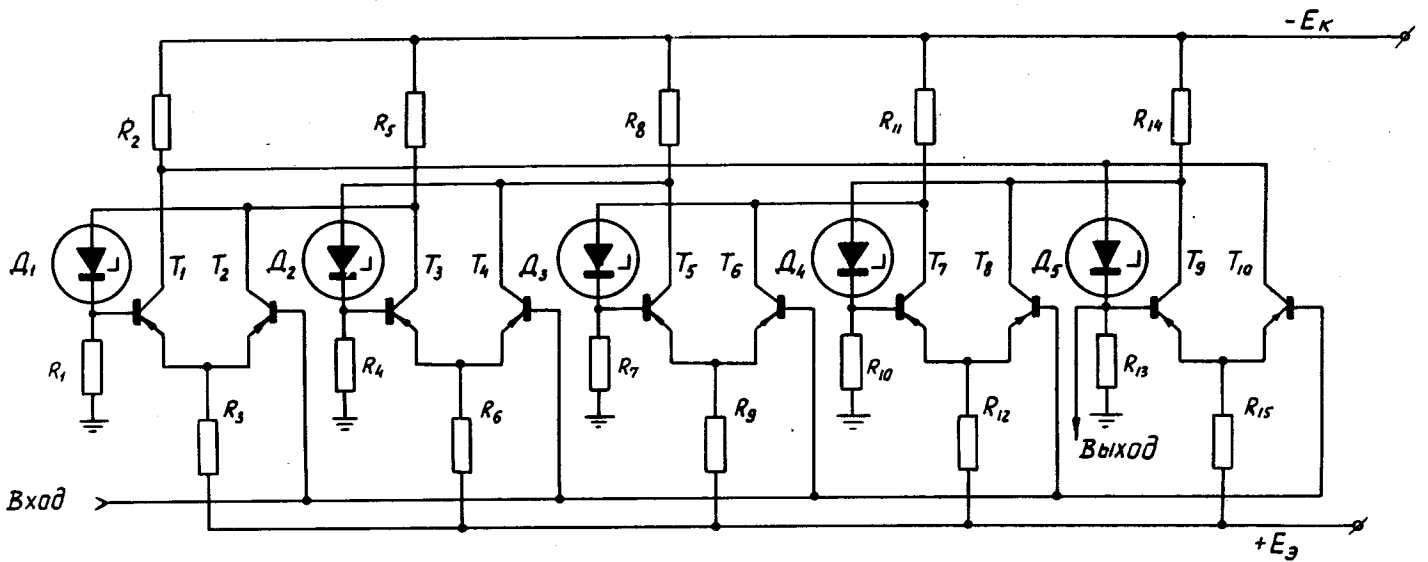 -Eк
R₂
R₅
R₈
R₁₁
R₁₄
Д₁
T₁
T₂
Д₂
T₃
T₄
Д₃
T₅
T₆
Д₄
T₇
T₈
Д₅
T₉
T₁₀
R₁
R₄
R₇
R₁₀
R₁₃
R₃
R₆
R₉
R₁₂
R₁₅
Выход
Вход
+Eэ